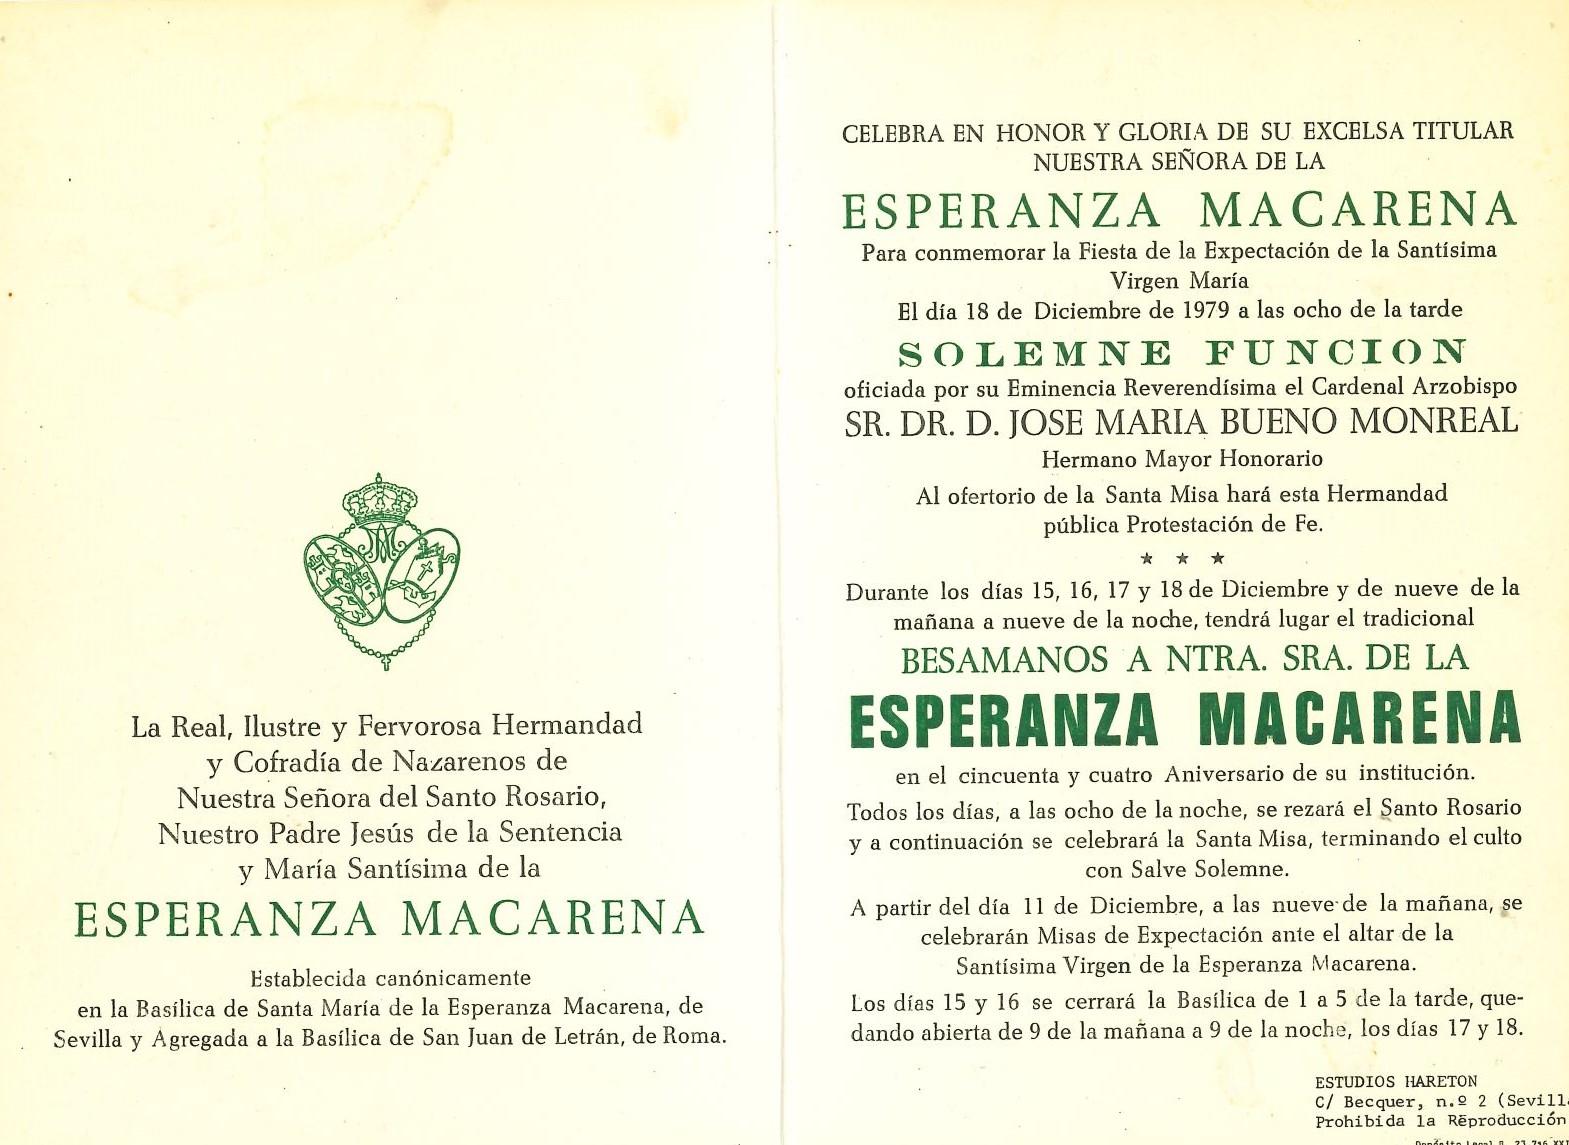 La Real, Ilustre y Fervorosa Hermandad
y Cofradía de Nazarenos de
Nuestra Señora del Santo Rosario,
Nuestro Padre Jesús de la Sentencia
y María Santísima de la
ESPERANZA MACARENA
Establecida canónicamente
en la Basílica de Santa María de la Esperanza Macarena, de
Sevilla y Agregada a la Basílica de San Juan de Letrán, de Roma.
CELEBRA EN HONOR Y GLORIA DE SU EXCELSA TITULAR
NUESTRA SEÑORA DE LA
ESPERANZA MACARENA
Para conmemorar la Fiesta de la Expectación de la Santísima
Virgen María
El día 18 de Diciembre de 1979 a las ocho de la tarde
SOLEMNE FUNCION
oficiada por su Eminencia Reverendísima el Cardenal Arzobispo
SR. DR. D. JOSE MARIA BUENO MONREAL
Hermano Mayor Honorario
Al ofertorio de la Santa Misa hará esta Hermandad
pública Protestación de Fe.
★ ★ ★
Durante los días 15, 16, 17 y 18 de Diciembre y de nueve de la
mañana a nueve de la noche, tendrá lugar el tradicional
BESAMANOS A NTRA. SRA. DE LA
ESPERANZA MACARENA
en el cincuenta y cuatro Aniversario de su institución.
Todos los días, a las ocho de la noche, se rezará el Santo Rosario
y a continuación se celebrará la Santa Misa, terminando el culto
con Salve Solemne.
A partir del día 11 de Diciembre, a las nueve de la mañana, se
celebrarán Misas de Expectación ante el altar de la
Santísima Virgen de la Esperanza Macarena.
Los días 15 y 16 se cerrará la Basílica de 1 a 5 de la tarde, que-
dando abierta de 9 de la mañana a 9 de la noche, los días 17 y 18.
ESTUDIOS HARETON
C/ Becquer, n.º 2 (Sevilla
Prohibida la Reproducción